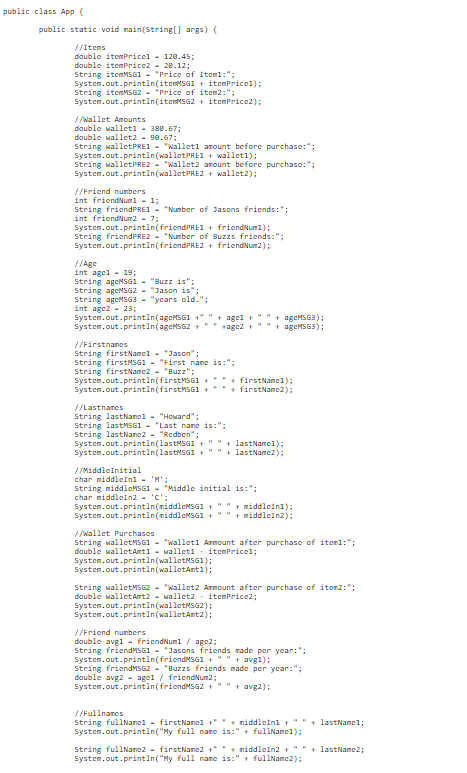 public class App {
public static void main(String[] args) {
//Items
double itemPrice1 = 120.45;
double itemPrice2 = 20.12;
String itemMSG1 = "Price of Item1:";
System.out.println(itemMSG1 + itemPrice1);
String itemMSG2 = "Price of item2:";
System.out.println(itemMSG2 + itemPrice2);
//Wallet Amounts
double wallet1 = 380.67;
double wallet2 = 90.67;
String walletPRE1 = "Wallet1 amount before purchase:";
System.out.println(walletPRE1 + wallet1);
String walletPRE2 = "Wallet2 amount before purchase:";
System.out.println(walletPRE2 + wallet2);
//Friend numbers
int friendNum1 = 1;
String friendPRE1 = "Number of Jasons friends:";
int friendNum2 = 7;
System.out.println(friendPRE1 + friendNum1);
String friendPRE2 = "Number of Buzzs friends:";
System.out.println(friendPRE2 + friendNum2);
//Age
int age1 = 19;
String ageMSG1 = "Buzz is";
String ageMSG2 = "Jason is";
String ageMSG3 = "years old.";
int age2 = 23;
System.out.println(ageMSG1 +" " + age1 + " " + ageMSG3);
System.out.println(ageMSG2 + " " +age2 + " " + ageMSG3);
//Firstnames
String firstName1 = "Jason";
String firstMSG1 = "First name is:";
String firstName2 = "Buzz";
System.out.println(firstMSG1 + " " + firstName1);
System.out.println(firstMSG1 + " " + firstName2);
//Lastnames
String lastName1 = "Howard";
String lastMSG1 = "Last name is:";
String lastName2 = "Redben";
System.out.println(lastMSG1 + " " + lastName1);
System.out.println(lastMSG1 + " " + lastName2);
//MiddleInitial
char middleIn1 = 'M';
String middleMSG1 = "Middle initial is:";
char middleIn2 = 'C';
System.out.println(middleMSG1 + " " + middleIn1);
System.out.println(middleMSG1 + " " + middleIn2);
//Wallet Purchases
String walletMSG1 = "Wallet1 Ammount after purchase of item1:";
double walletAmt1 = wallet1 - itemPrice1;
System.out.println(walletMSG1);
System.out.println(walletAmt1);
String walletMSG2 = "Wallet2 Ammount after purchase of item2:";
double walletAmt2 = wallet2 - itemPrice2;
System.out.println(walletMSG2);
System.out.println(walletAmt2);
//Friend numbers
double avg1 = friendNum1 / age2;
String friendMSG1 = "Jasons friends made per year:";
System.out.println(friendMSG1 + " " + avg1);
String friendMSG2 = "Buzzs friends made per year:";
double avg2 = age1 / friendNum2;
System.out.println(friendMSG2 + " " + avg2);
//Fullnames
String fullName1 = firstName1 +" " + middleIn1 + " " + lastName1;
System.out.println("My full name is:" + fullName1);
String fullName2 = firstName2 +" " + middleIn2 + " " + lastName2;
System.out.println("My full name is:" + fullName2);